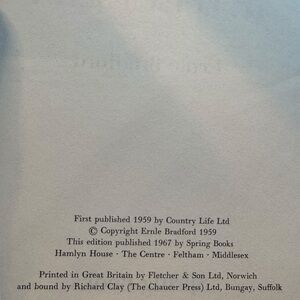 First published 1959 by Country Life Ltd
© Copyright Ernle Bradford 1959
This edition published 1967 by Spring Books
Hamlyn House · The Centre · Feltham · Middlesex
Printed in Great Britain by Fletcher & Son Ltd, Norwich
and bound by Richard Clay (The Chaucer Press) Ltd, Bungay, Suffolk